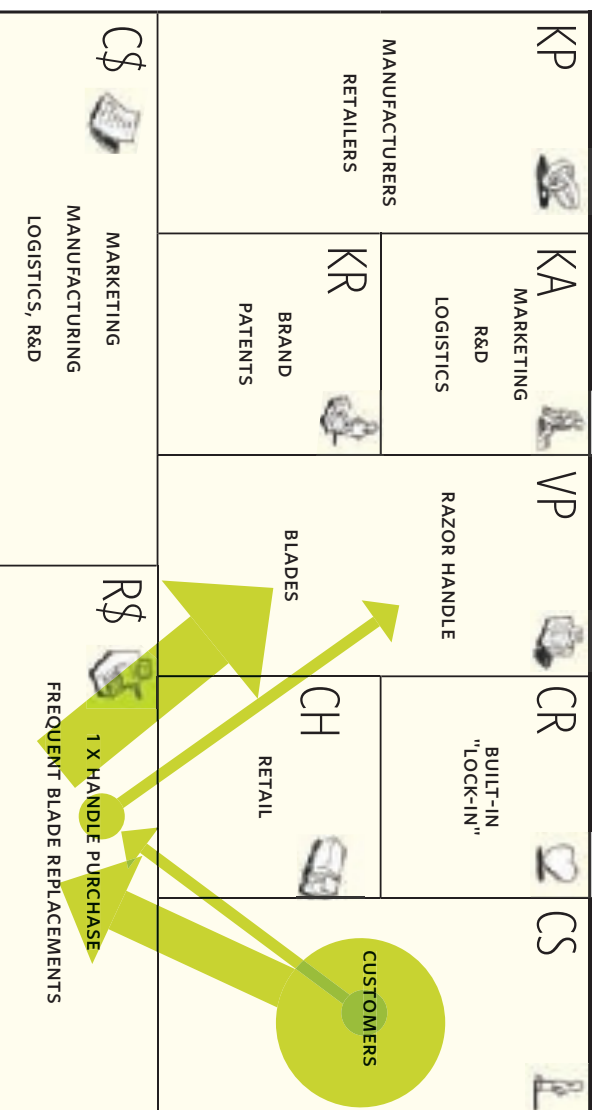 KP
MANUFACTURERS
RETAILERS
KA
MARKETING
R&D
LOGISTICS
KR
BRAND
PATENTS
VP
RAZOR HANDLE
BLADES
CR
BUILT-IN
"LOCK-IN"
CH
RETAIL
CS
CUSTOMERS
C$
MARKETING
MANUFACTURING
LOGISTICS, R&D
R$
1 X HANDLE PURCHASE
FREQUENT BLADE REPLACEMENTS